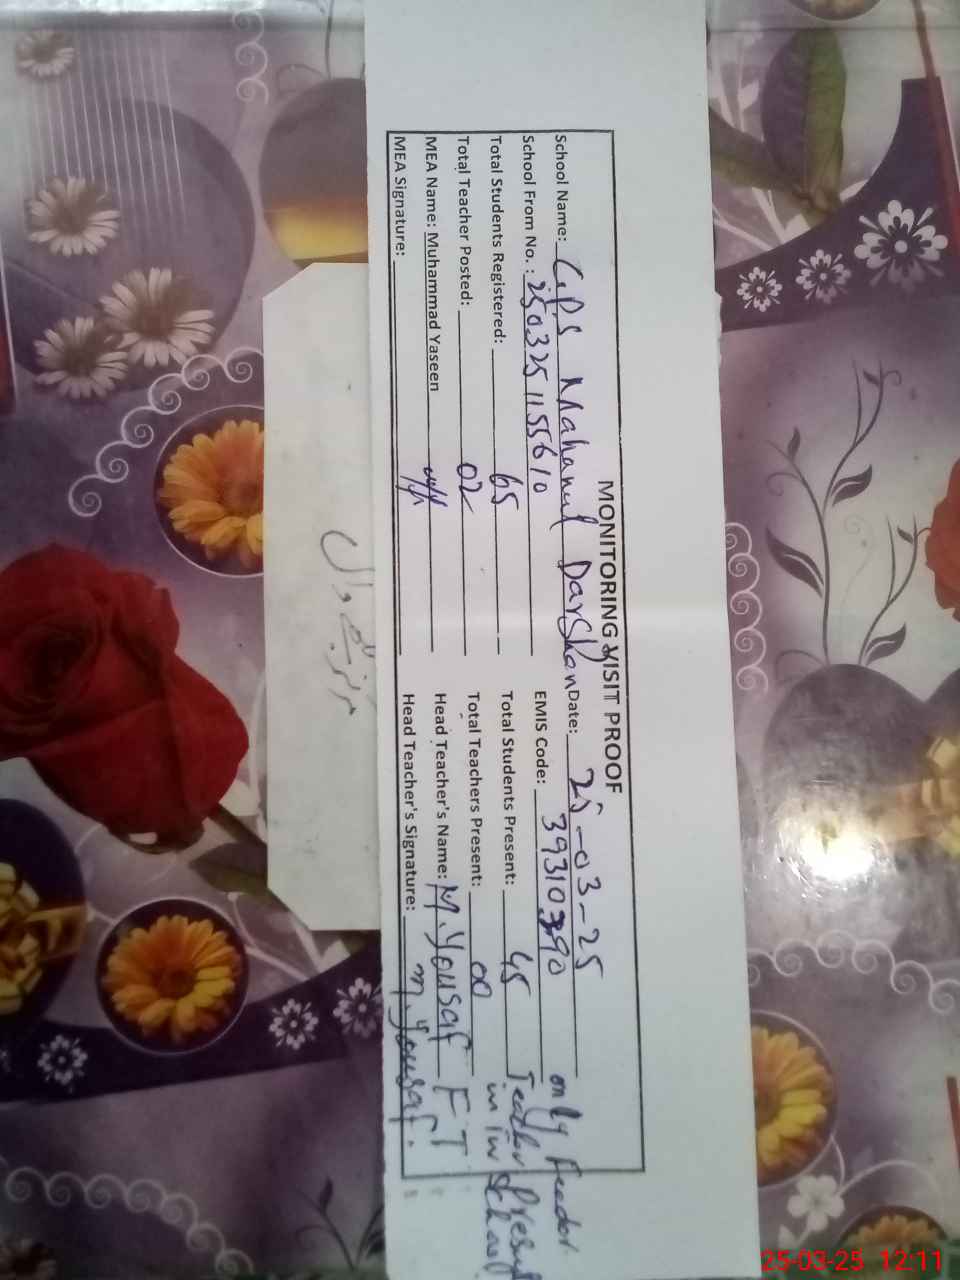 MONITORING VISIT PROOF
School Name: GPS Mahanul Darshan Date: 25-03-25
School From No. : 250325 1155610 EMIS Code: 39310390
Total Students Registered: 65 Total Students Present: 45
Total Teacher Posted: 02 Total Teachers Present: 00
MEA Name: Muhammad Yaseen Head Teacher's Name: M. Yousaf FT
MEA Signature: Head Teacher's Signature: M. Yousaf.
only Feeder
Teacher Present
in School
25-03-25 12:11